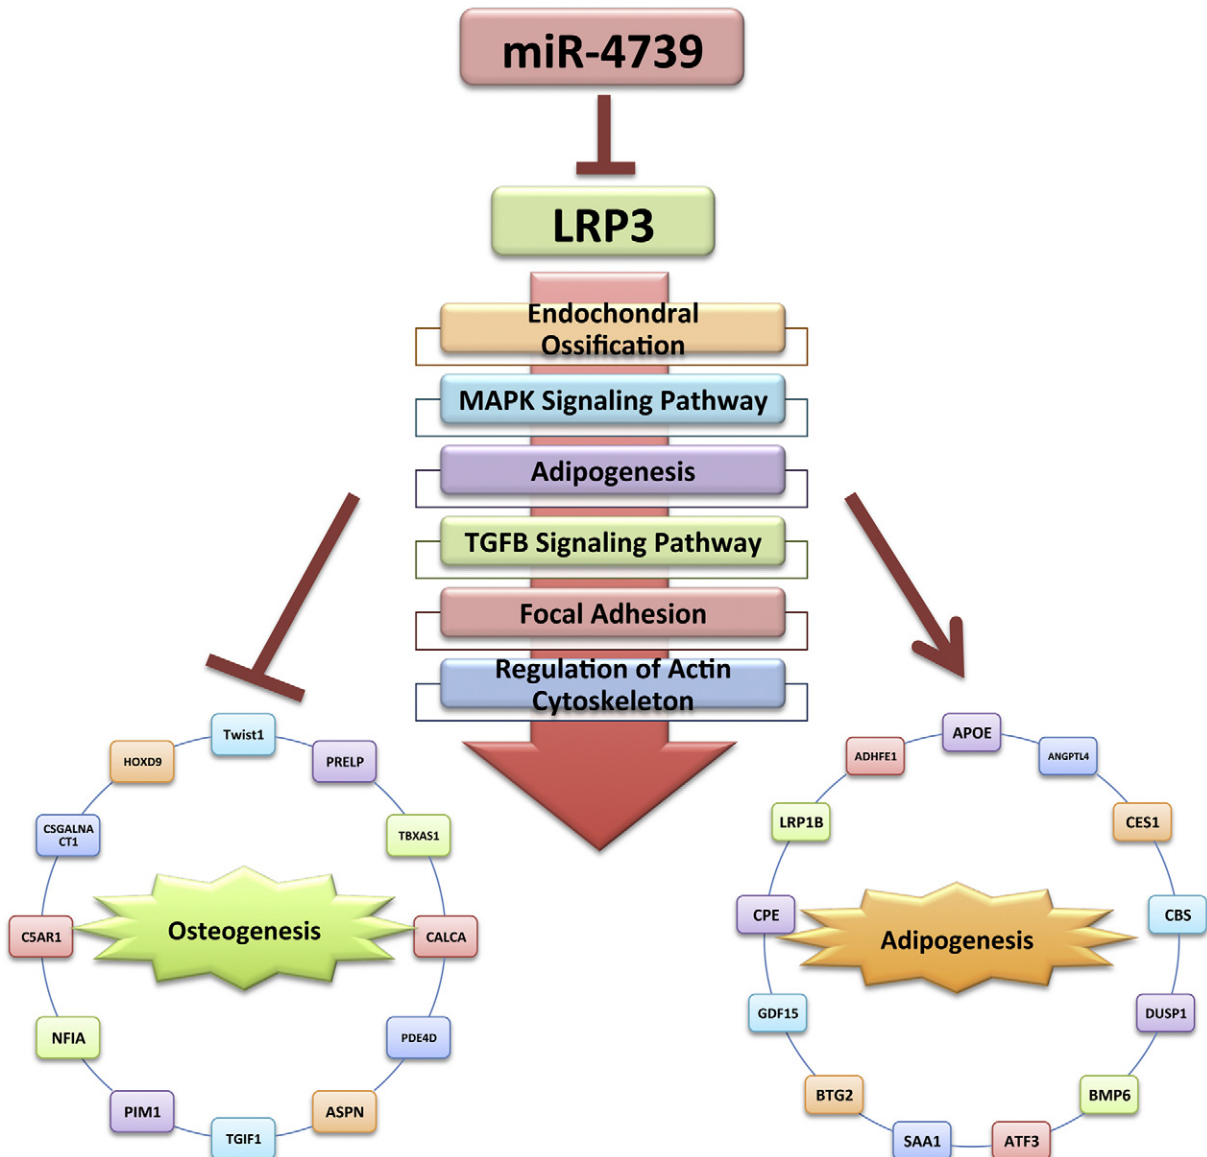 miR-4739
LRP3
Endochondral
Ossification
MAPK Signaling Pathway
Adipogenesis
TGFB Signaling Pathway
Focal Adhesion
Regulation of Actin
Cytoskeleton
Twist1
PRELP
TBXAS1
CALCA
PDE4D
ASPN
TGIF1
PIM1
NFIA
C5AR1
CSGALNA
CT1
HOXD9
Osteogenesis
APOE
ANGPTL4
CES1
CBS
DUSP1
BMP6
ATF3
SAA1
BTG2
GDF15
CPE
LRP1B
ADHFE1
Adipogenesis